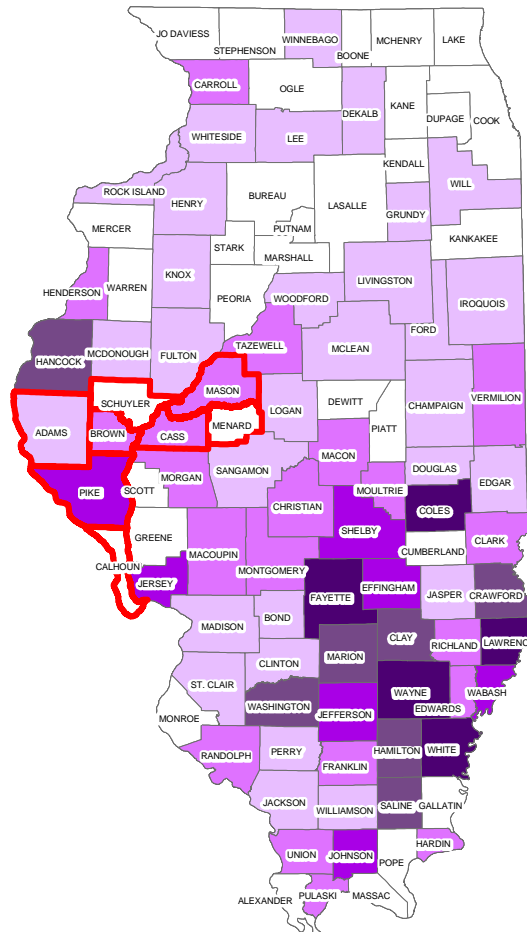 JO DAVIESS
STEPHENSON
WINNEBAGO
BOONE
MCHENRY
LAKE
CARROLL
OGLE
DEKALB
KANE
DUPAGE
COOK
WHITESIDE
LEE
KENDALL
WILL
ROCK ISLAND
HENRY
BUREAU
LASALLE
GRUNDY
MERCER
PUTNAM
KANKAKEE
STARK
MARSHALL
HENDERSON
WARREN
KNOX
PEORIA
WOODFORD
LIVINGSTON
IROQUOIS
HANCOCK
MCDONOUGH
FULTON
TAZEWELL
MCLEAN
FORD
SCHUYLER
MASON
LOGAN
DEWITT
CHAMPAIGN
VERMILION
ADAMS
BROWN
CASS
MENARD
PIATT
MACON
PIKE
SCOTT
MORGAN
SANGAMON
DOUGLAS
EDGAR
MOULTRIE
CHRISTIAN
COLES
SHELBY
GREENE
MACOUPIN
CLARK
CUMBERLAND
CALHOUN
JERSEY
MONTGOMERY
FAYETTE
EFFINGHAM
JASPER
CRAWFORD
MADISON
BOND
CLAY
RICHLAND
LAWRENC
CLINTON
MARION
ST. CLAIR
WAYNE
WABASH
EDWARDS
WASHINGTON
JEFFERSON
MONROE
RANDOLPH
PERRY
HAMILTON
WHITE
FRANKLIN
JACKSON
WILLIAMSON
SALINE
GALLATIN
UNION
JOHNSON
POPE
HARDIN
ALEXANDER
PULASKI
MASSAC